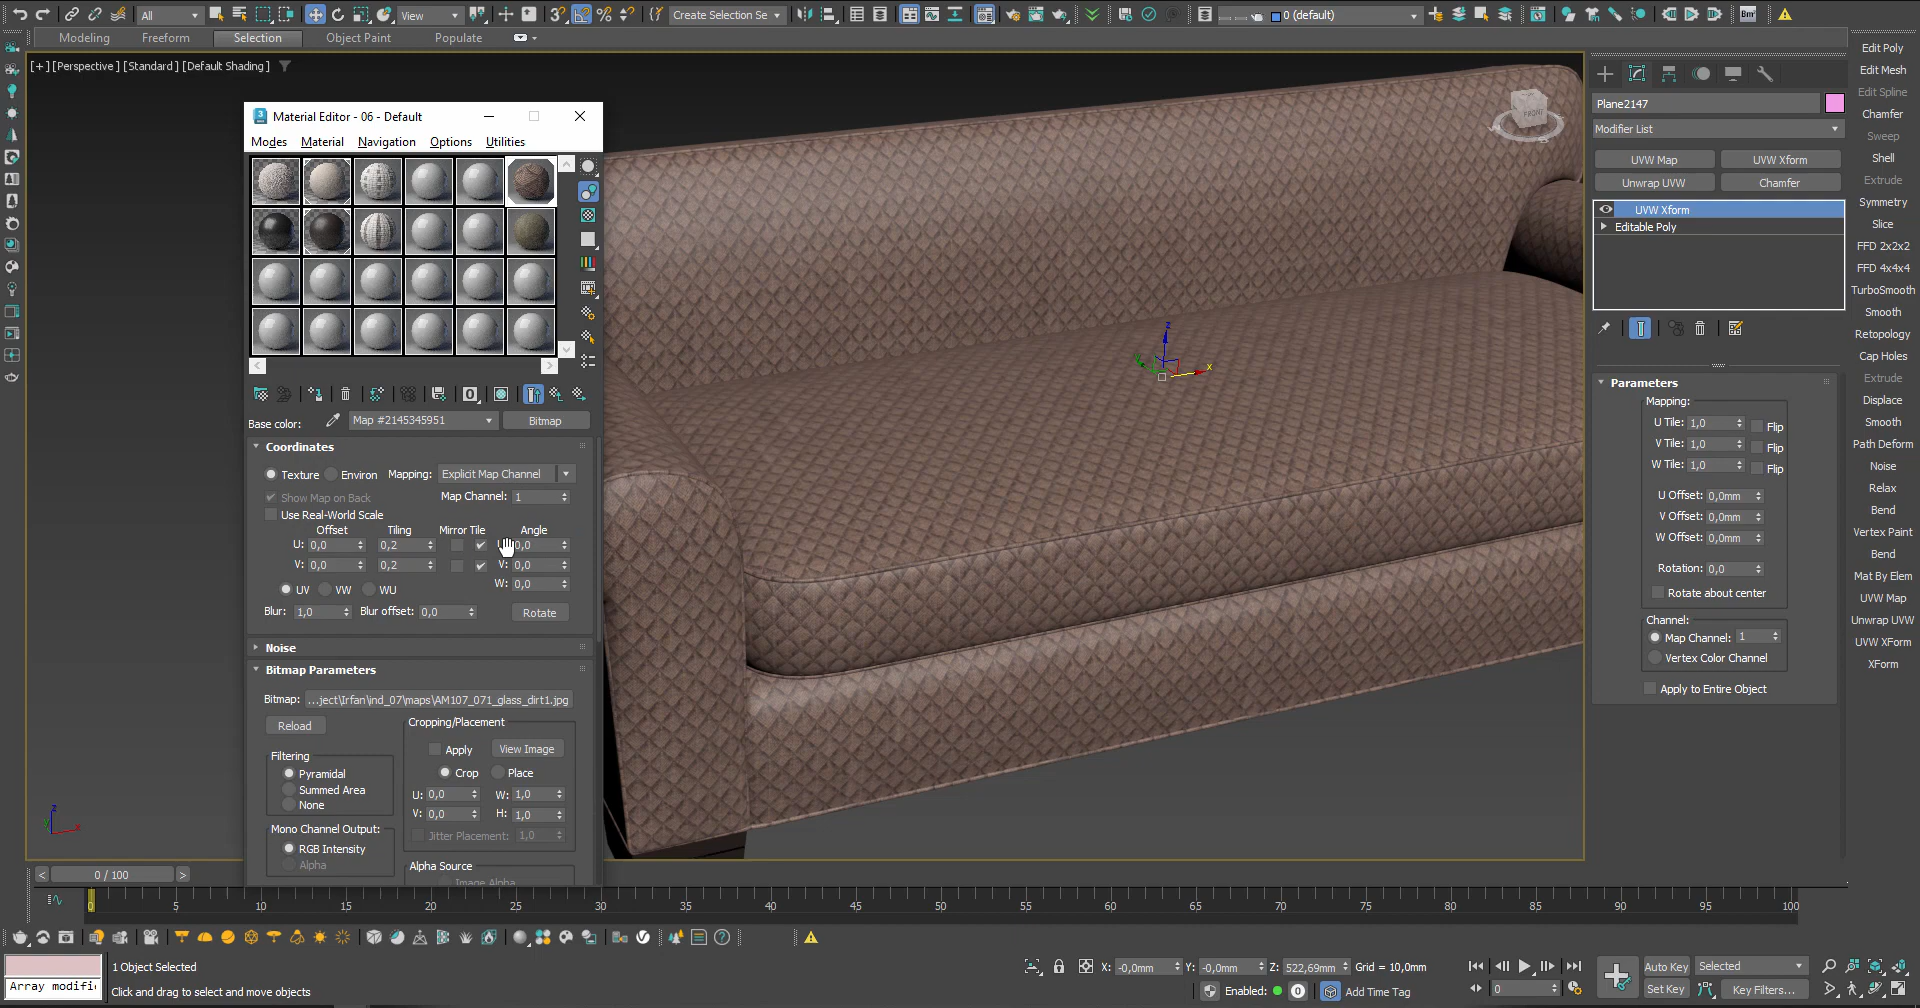 All
View
Create Selection Se
0 (default)
Bm
Modeling
Freeform
Selection
Object Paint
Populate
[+] [Perspective ] [Standard ] [Default Shading ]
FRONT
Material Editor - 06 - Default
Modes
Material
Navigation
Options
Utilities
Base color:
Map #2145345951
Bitmap
Coordinates
Texture
Environ
Mapping:
Explicit Map Channel
Show Map on Back
Map Channel:
1
Use Real-World Scale
Offset
Tiling
Mirror Tile
Angle
U:
0,0
0,2
0,0
V:
0,0
0,2
V:
0,0
UV
VW
WU
W:
0,0
Blur:
1,0
Blur offset:
0,0
Rotate
Noise
Bitmap Parameters
Bitmap:
...ject\Irfan\ind_07\maps\AM107_071_glass_dirt1.jpg
Reload
Cropping/Placement
Apply
View Image
Filtering
Pyramidal
Summed Area
None
Crop
Place
U:
0,0
W:
1,0
V:
0,0
H:
1,0
Jitter Placement:
1,0
Mono Channel Output:
RGB Intensity
Alpha
Alpha Source
Image Alpha
Plane2147
Modifier List
UVW Map
UVW Xform
Unwrap UVW
Chamfer
UVW Xform
Editable Poly
Parameters
Mapping:
U Tile:
1,0
Flip
V Tile:
1,0
Flip
W Tile:
1,0
Flip
U Offset:
0,0mm
V Offset:
0,0mm
W Offset:
0,0mm
Rotation:
0,0
Rotate about center
Channel:
Map Channel:
1
Vertex Color Channel
Apply to Entire Object
Edit Poly
Edit Mesh
Edit Spline
Chamfer
Sweep
Shell
Extrude
Symmetry
Slice
FFD 2x2x2
FFD 4x4x4
TurboSmooth
Smooth
Retopology
Cap Holes
Extrude
Displace
Smooth
Path Deform
Noise
Relax
Bend
Vertex Paint
Bend
Mat By Elem
UVW Map
Unwrap UVW
UVW XForm
XForm
z
x
y
z
x
y
0 / 100
0 5 10 15 20 25 30 35 40 45 50 55 60 65 70 75 80 85 90 95 100
1 Object Selected
Array modifi
Click and drag to select and move objects
X:
-0,0mm
Y:
-0,0mm
Z:
522,69mm
Grid = 10,0mm
Enabled:
0
Add Time Tag
0
Auto Key
Selected
Set Key
Key Filters...